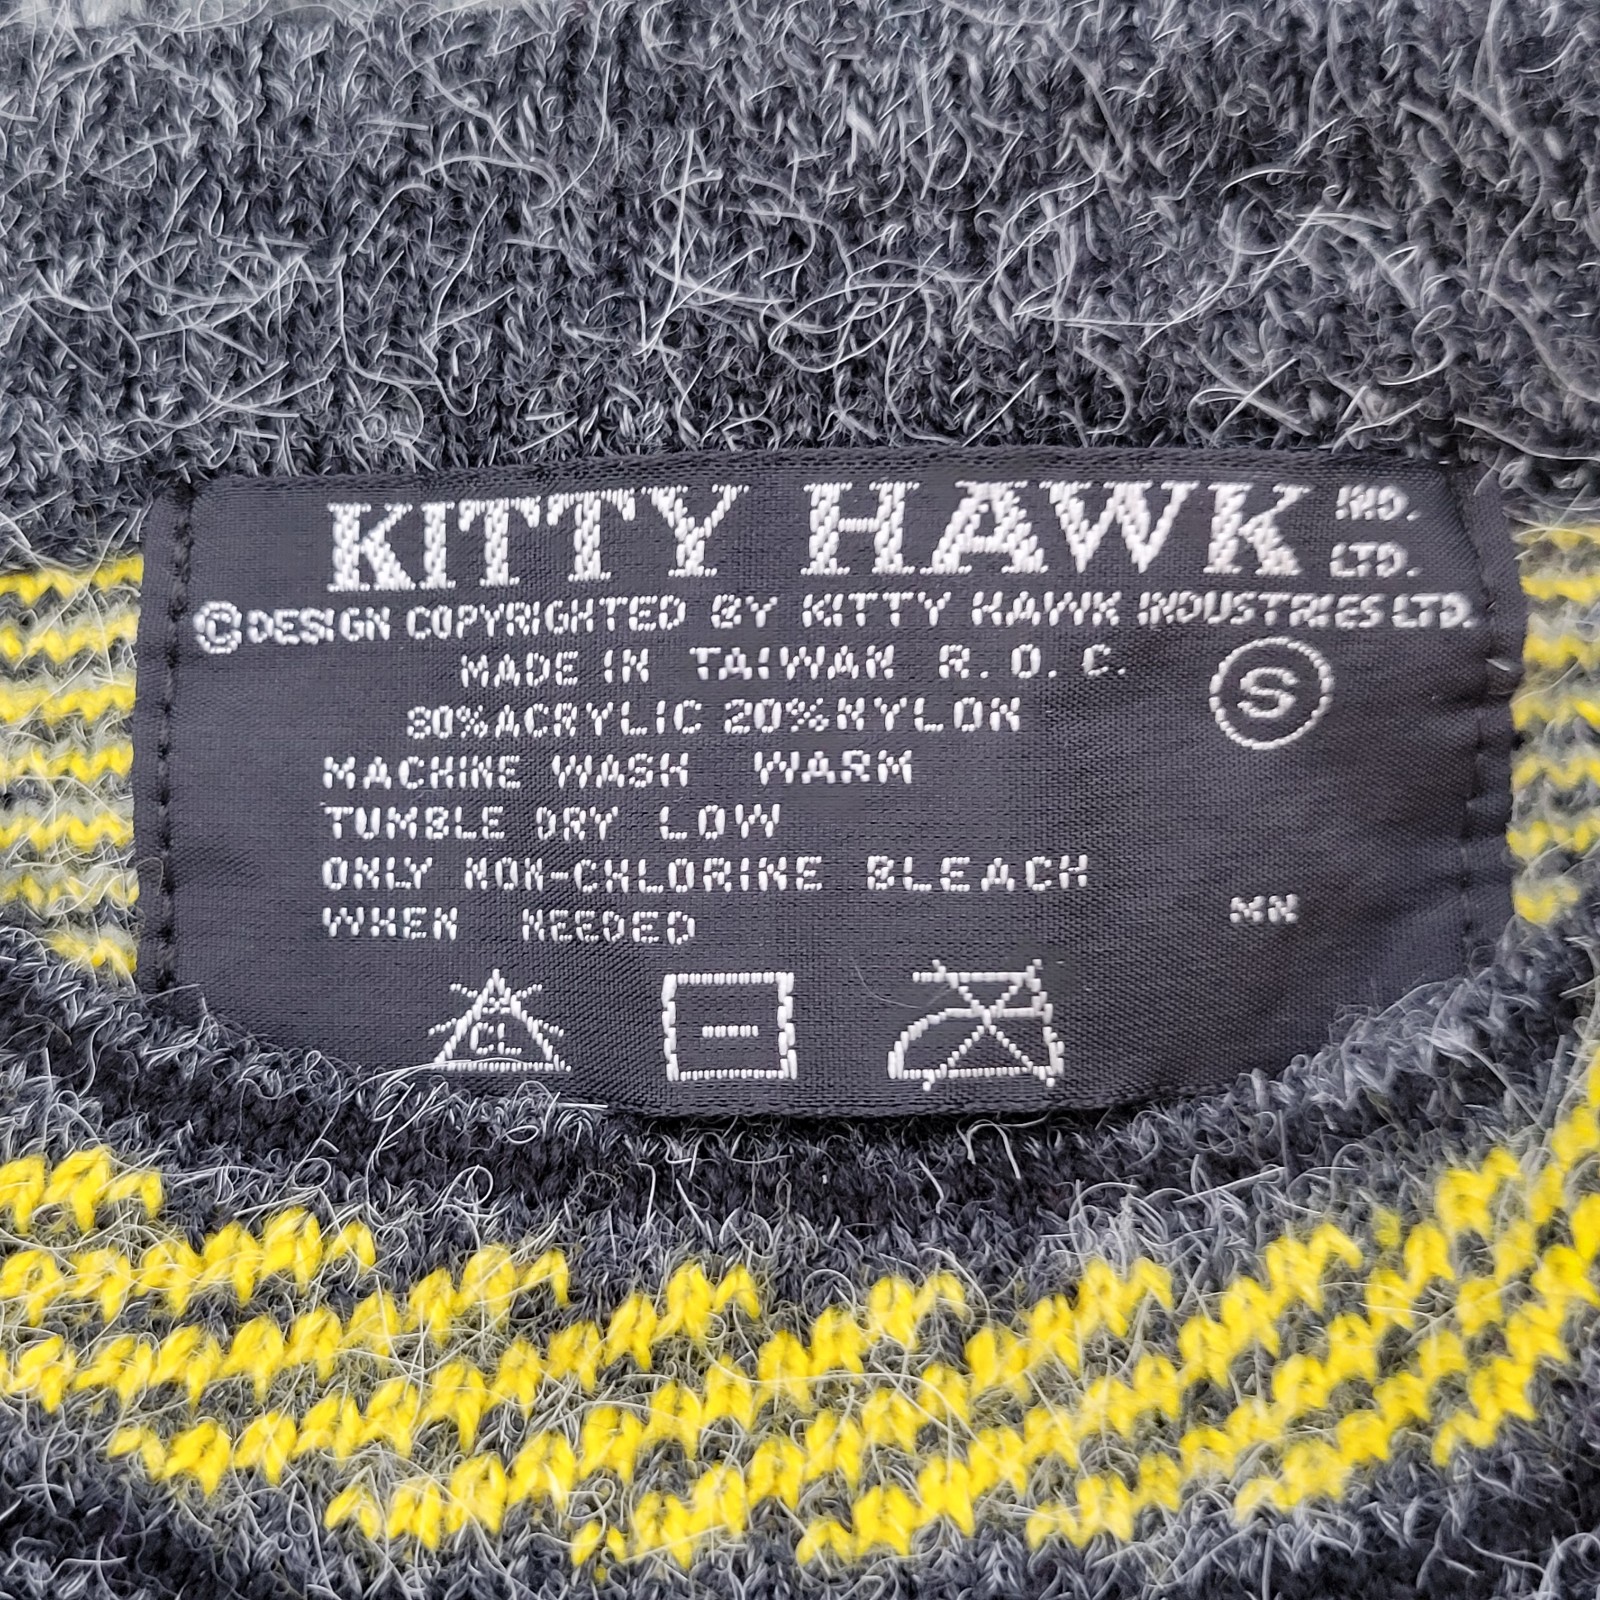 KITTY HAWK IND. LTD.
©DESIGN COPYRIGHTED BY KITTY HAWK INDUSTRIES LTD.
MADE IN TAIWAN R.O.C.
S
80%ACRYLIC 20%NYLON
MACHINE WASH WARM
TUMBLE DRY LOW
ONLY NON-CHLORINE BLEACH
WHEN NEEDED
MN
CL